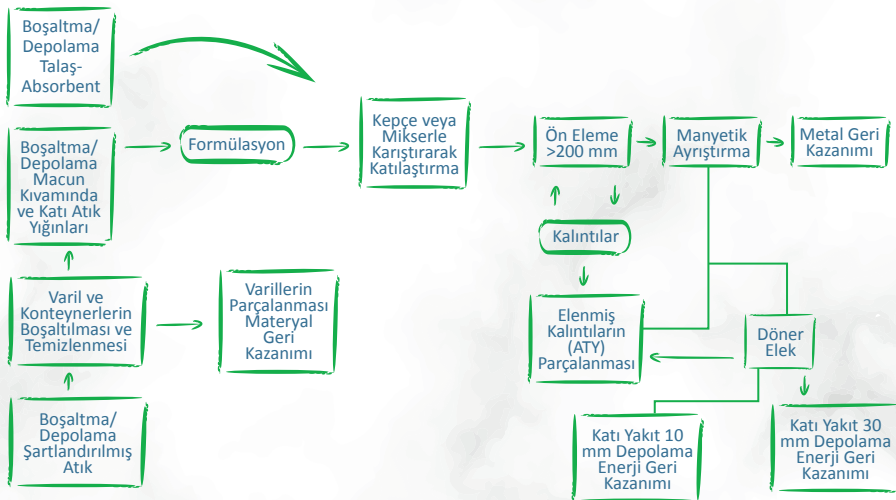 Boşaltma/
Depolama
Talaş-
Absorbent
Boşaltma/
Depolama
Macun
Kıvamında
ve Katı Atık
Yığınları
Formülasyon
Kepçe veya
Mikserle
Karıştırarak
Katılaştırma
Ön Eleme
>200 mm
Manyetik
Ayrıştırma
Metal Geri
Kazanımı
Kalıntılar
Varil ve
Konteynerlerin
Boşaltılması ve
Temizlenmesi
Varillerin
Parçalanması
Materyal
Geri
Kazanımı
Elenmiş
Kalıntıların
(ATY)
Parçalanması
Döner
Elek
Boşaltma/
Depolama
Şartlandırılmış
Atık
Katı Yakıt 10
mm Depolama
Enerji Geri
Kazanımı
Katı Yakıt 30
mm Depolama
Enerji Geri
Kazanımı